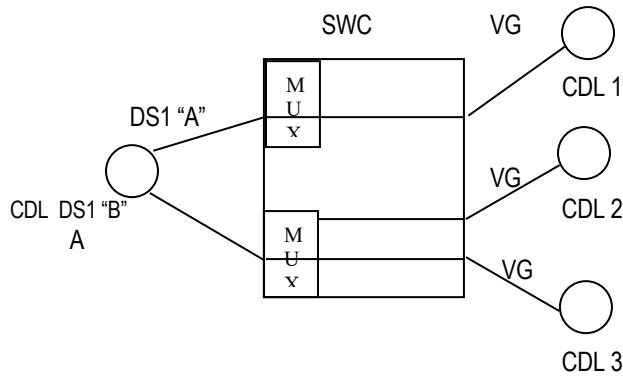 SWC
VG
M
U
X
CDL 1
DS1 “A”
VG
CDL DS1 “B”
A
CDL 2
M
U
X
VG
CDL 3